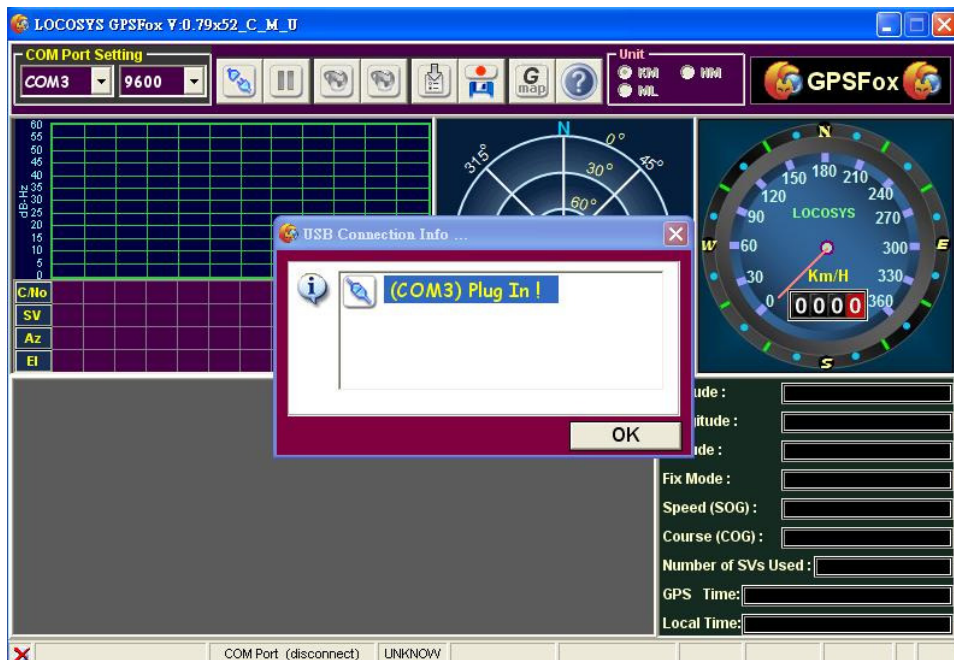 LOCOSYS GPSFox V:0.79x52_C_M_U
COM Port Setting
COM3
9600
G
map
?
Unit
KM
NM
ML
GPSFox
60
55
50
45
40
35
30
25
20
15
10
5
0
dB-Hz
C/No
SV
Az
El
N
0°
315°
45°
30°
60°
N
E
S
W
0
30
60
90
120
150
180
210
240
270
300
330
360
LOCOSYS
Km/H
0000
USB Connection Info ...
(COM3) Plug In !
OK
ude :
itude :
ide :
Fix Mode :
Speed (SOG) :
Course (COG) :
Number of SVs Used :
GPS Time:
Local Time:
COM Port (disconnect)
UNKNOW